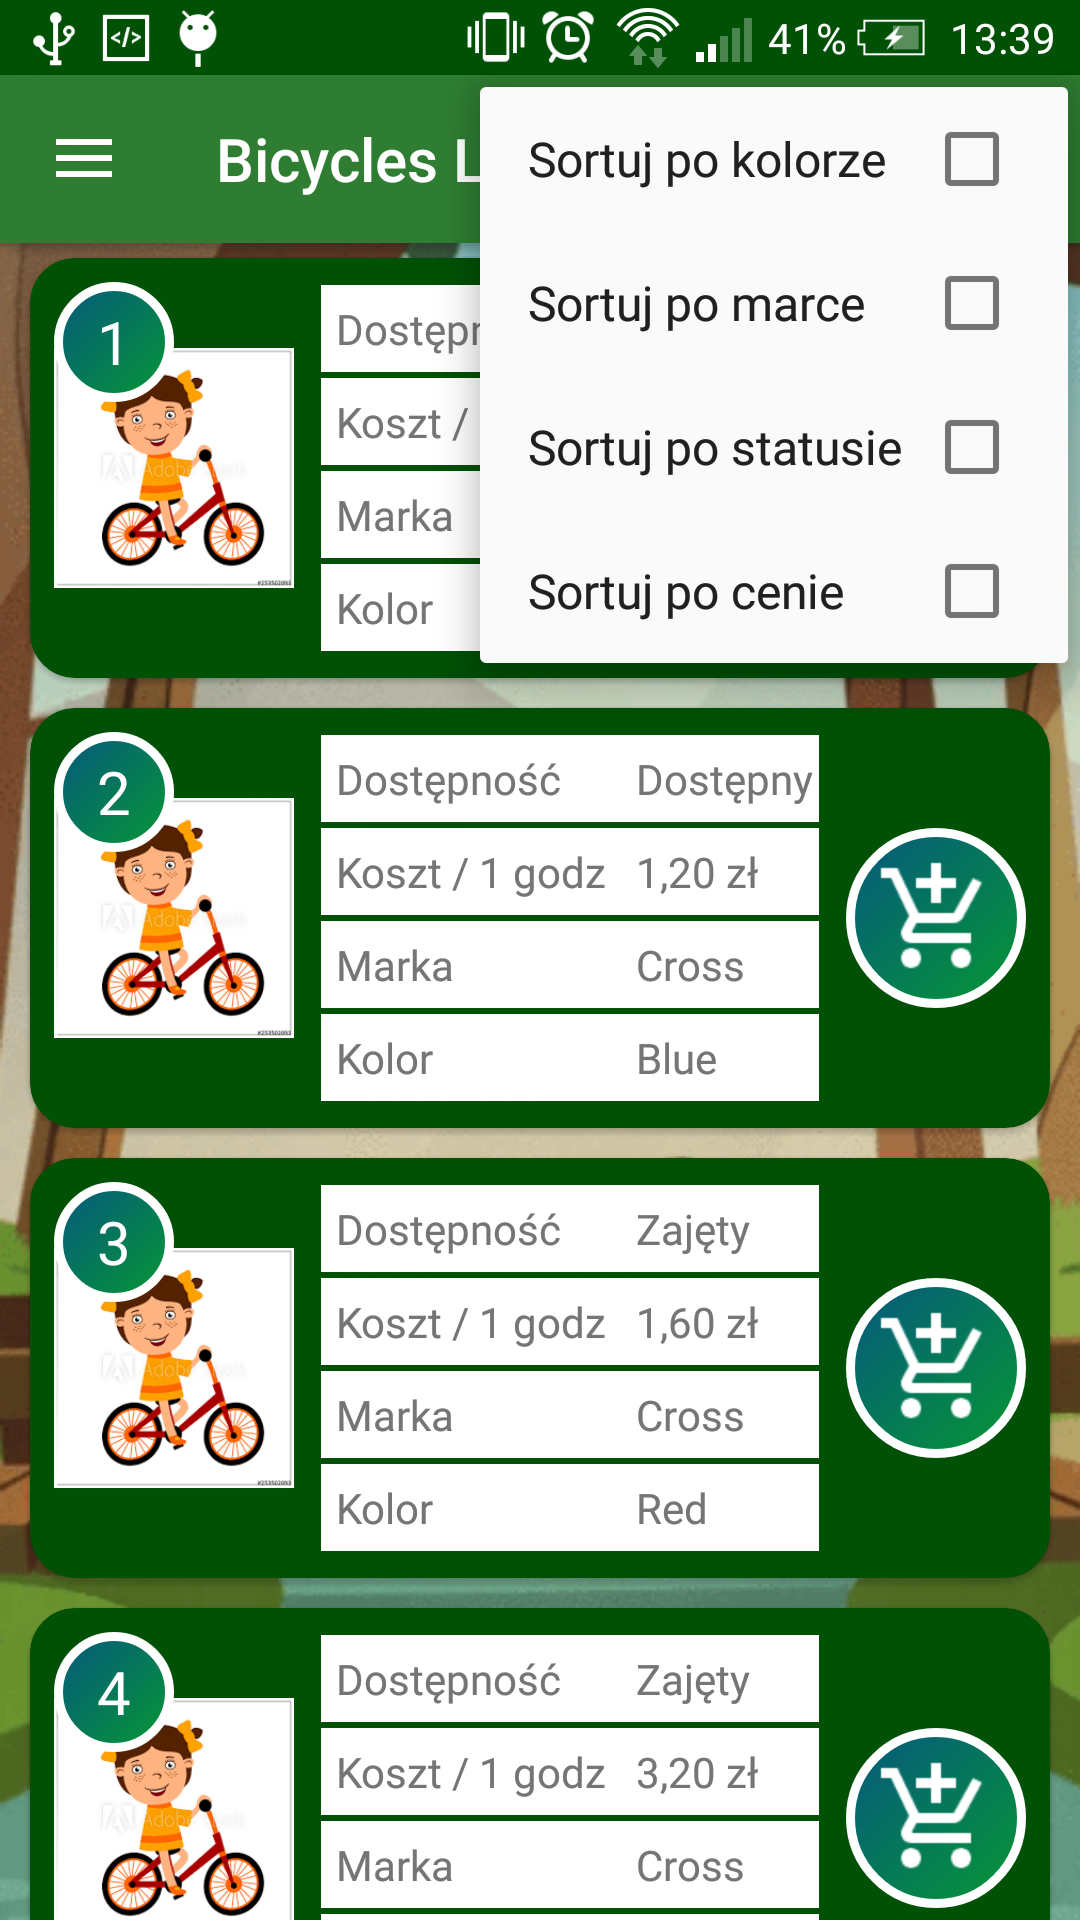 41% 13:39
Bicycles L
Sortuj po kolorze
Sortuj po marce
Sortuj po statusie
Sortuj po cenie
1
Dostępn
Koszt /
Marka
Kolor
#253502093
2
Dostępność Dostępny
Koszt / 1 godz 1,20 zł
Marka Cross
Kolor Blue
#253502093
3
Dostępność Zajęty
Koszt / 1 godz 1,60 zł
Marka Cross
Kolor Red
#253502093
4
Dostępność Zajęty
Koszt / 1 godz 3,20 zł
Marka Cross